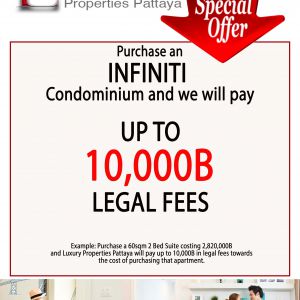 Properties Pattaya
Special
Offer
Purchase an
INFINITI
Condominium and we will pay
UP TO
10,000B
LEGAL FEES
Example: Purchase a 60sqm 2 Bed Suite costing 2,820,000B
and Luxury Properties Pattaya will pay up to 10,000B in legal fees towards
the cost of purchasing that apartment.